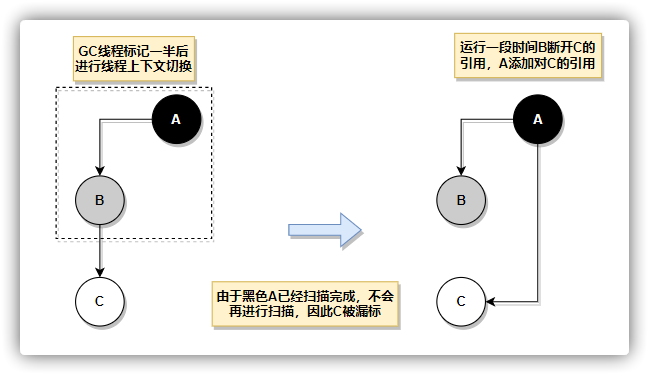 GC线程标记一半后
进行线程上下文切换
A
B
C
运行一段时间B断开C的
引用，A添加对C的引用
A
B
C
由于黑色A已经扫描完成，不会
再进行扫描，因此C被漏标